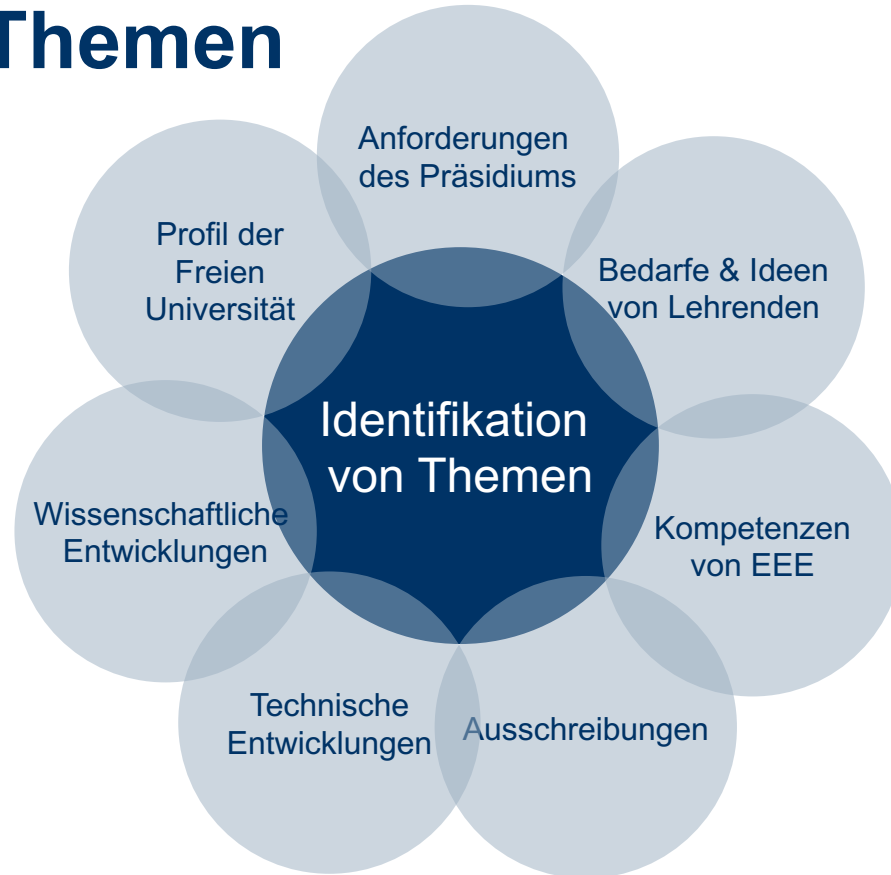 Themen
Anforderungen
des Präsidiums
Profil der
Freien
Universität
Bedarfe & Ideen
von Lehrenden
Identifikation
von Themen
Wissenschaftliche
Entwicklungen
Kompetenzen
von EEE
Technische
Entwicklungen
Ausschreibungen